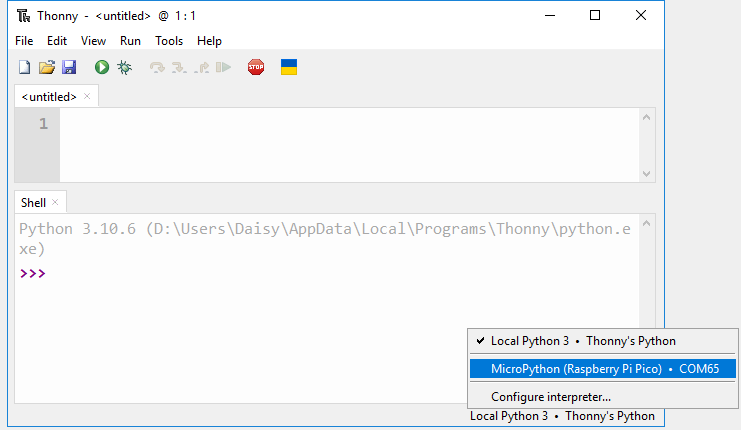 Thonny - <untitled> @ 1 : 1
File Edit View Run Tools Help
STOP
<untitled> ×
1
Shell ×
Python 3.10.6 (D:\Users\Daisy\AppData\Local\Programs\Thonny\python.e
xe)
>>>
✔ Local Python 3 • Thonny's Python
MicroPython (Raspberry Pi Pico) • COM65
Configure interpreter...
Local Python 3 • Thonny's Python